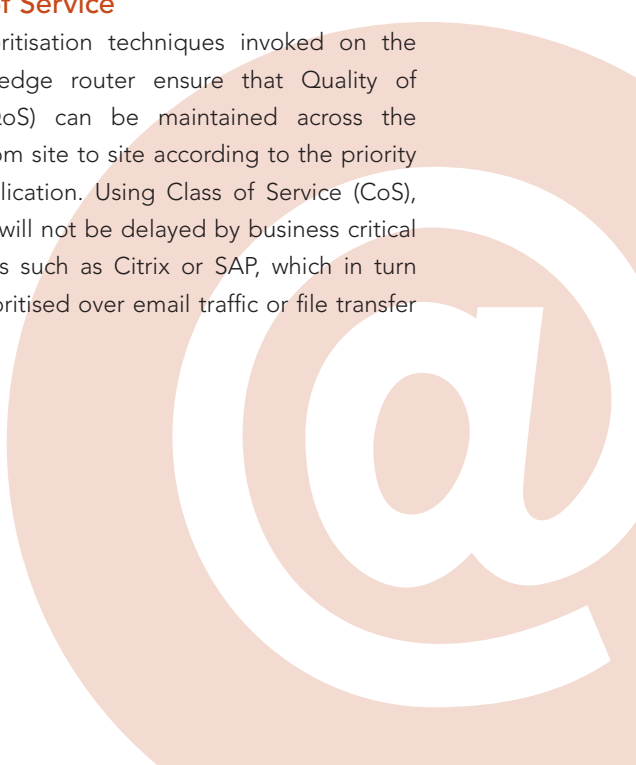 f Service
ritisation techniques invoked on the
edge router ensure that Quality of
oS) can be maintained across the
om site to site according to the priority
lication. Using Class of Service (CoS),
will not be delayed by business critical
s such as Citrix or SAP, which in turn
oritised over email traffic or file transfer
@